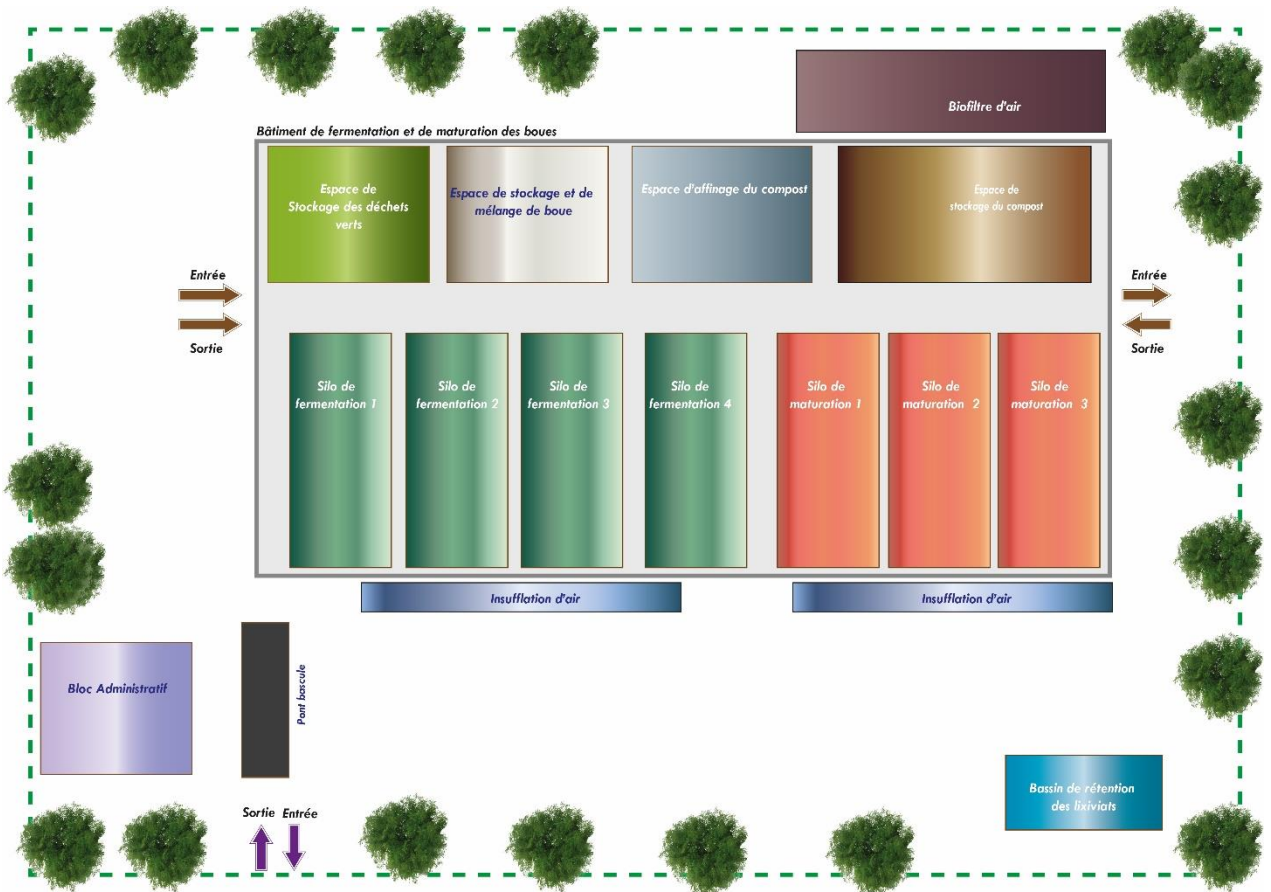 Biofiltre d'air
Bâtiment de fermentation et de maturation des boues
Espace de
Stockage des déchets
verts
Espace de stockage et de
mélange de boue
Espace d'affinage du compost
Espace de
stockage du compost
Entrée
Sortie
Entrée
Sortie
Silo de
fermentation 1
Silo de
fermentation 2
Silo de
fermentation 3
Silo de
fermentation 4
Silo de
maturation 1
Silo de
maturation 2
Silo de
maturation 3
Insufflation d'air
Insufflation d'air
Bloc Administratif
Pont bascule
Bassin de rétention
des lixiviats
Sortie Entrée